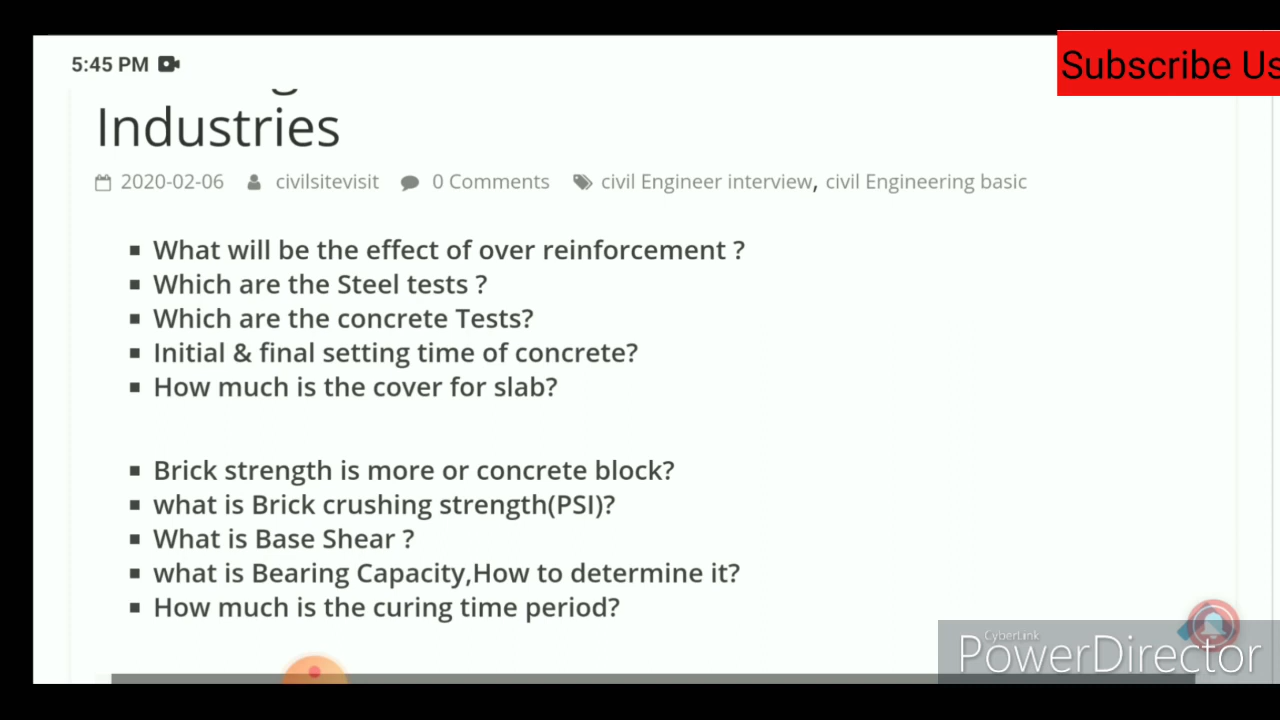 5:45 PM
Subscribe Us
Industries
2020-02-06 civilsitevisit 0 Comments civil Engineer interview, civil Engineering basic
What will be the effect of over reinforcement ?
Which are the Steel tests ?
Which are the concrete Tests?
Initial & final setting time of concrete?
How much is the cover for slab?
Brick strength is more or concrete block?
what is Brick crushing strength(PSI)?
What is Base Shear ?
what is Bearing Capacity,How to determine it?
How much is the curing time period?
CyberLink
PowerDirector